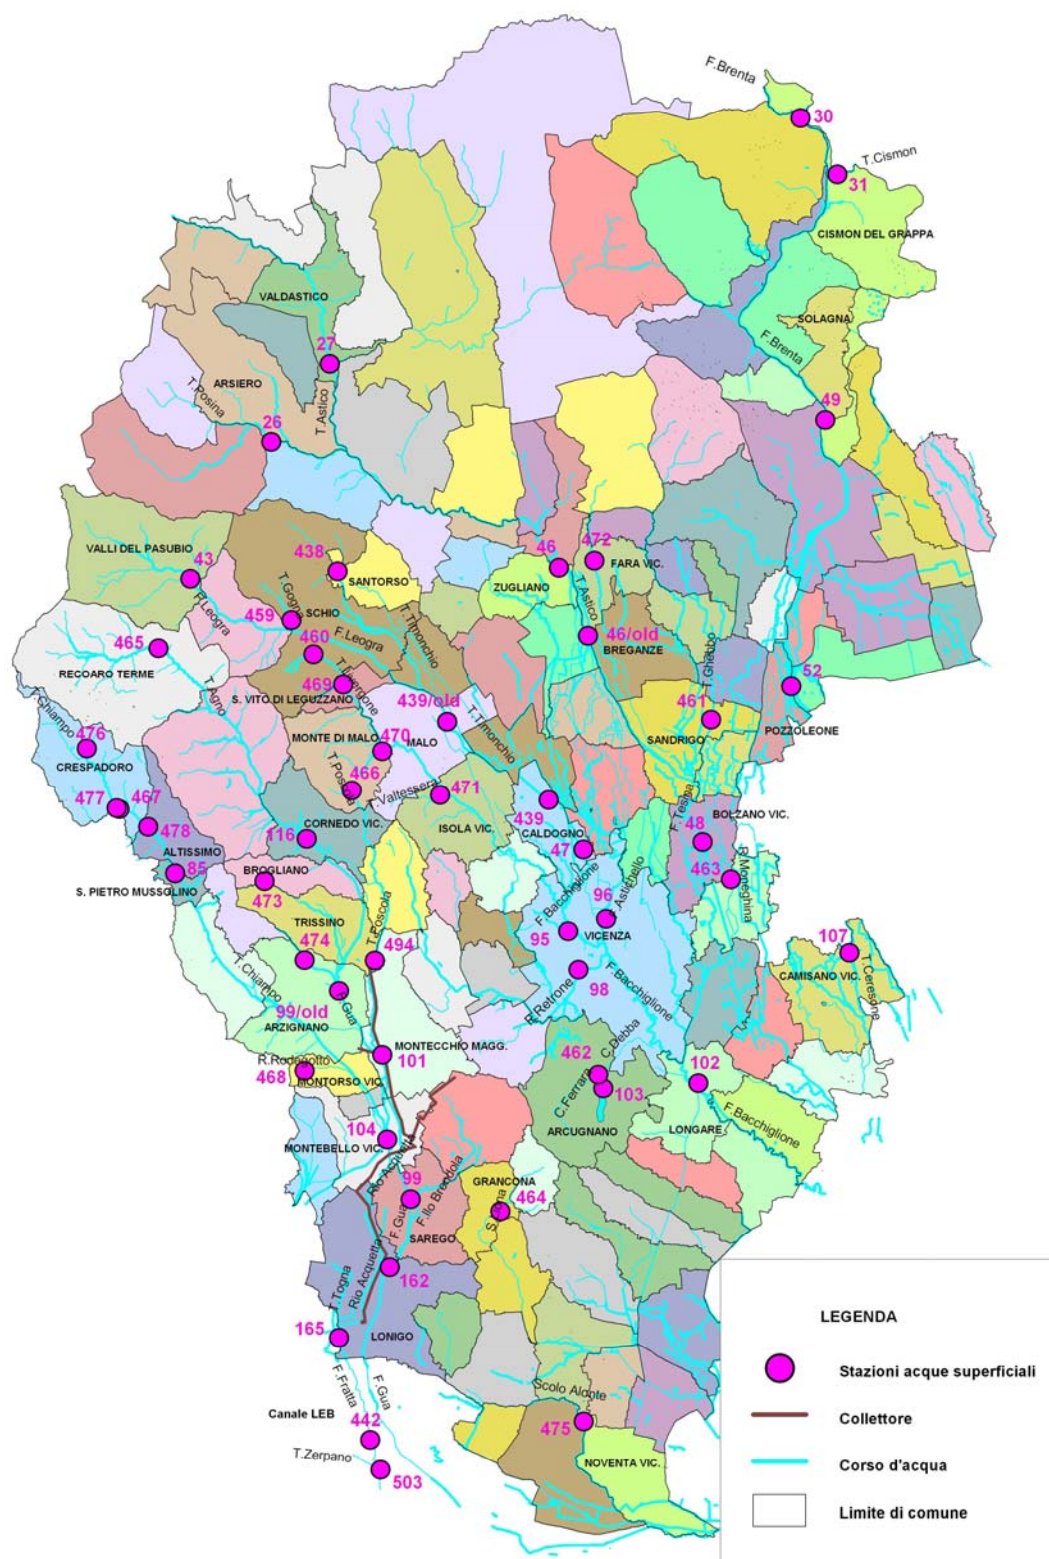 F.Brenta
30
T.Cismon
31
CISMON DEL GRAPPA
VALDASTICO
SOLAGNA
27
F.Brenta
ARSIERO
T.Posina
T.Astico
49
26
VALLI DEL PASUBIO
43
438
46
472
FARA VIC.
SANTORSO
ZUGLIANO
T.Gogna
T.Astico
F.Leogra
459
SCHIO
T.Timonchio
46/old
F.Leogra
BREGANZE
465
460
T.Ghebbo
RECOARO TERME
469
52
T.Agno
S. VITO DI LEGUZZANO
439/old
461
T.Chiampo
T.Timonchio
POZZOLEONE
476
MONTE DI MALO
470
MALO
SANDRIGO
CRESPADORO
466
T.Valtessera
471
477
467
439
F.Tesina
BOLZANO VIC.
CORNEDO VIC.
ISOLA VIC.
CALDOGNO
48
478
116
47
ALTISSIMO
85
BROGLIANO
463
R.Moneghina
S. PIETRO MUSSOLINO
473
F.Bacchiglione
96
TRISSINO
T.Poscola
95
VICENZA
107
474
494
T.Chiampo
98
F.Bacchiglione
CAMISANO VIC.
T.Ceresone
99/old
F.Gua
R.Retrone
ARZIGNANO
MONTECCHIO MAGG.
C.Debba
101
462
102
R.Rodegotto
468
MONTORSO VIC.
C.Ferrara
103
F.Bacchiglione
104
ARCUGNANO
LONGARE
MONTEBELLO VIC.
Rio Acquetta
GRANCONA
99
464
F.Gua
SAREGO
162
Rio Acquetta
T.Togna
165
LONIGO
F.Fratta
F.Gua
Scolo Alonte
Canale LEB
442
475
T.Zerpano
503
NOVENTA VIC.
LEGENDA
Stazioni acque superficiali
Collettore
Corso d'acqua
Limite di comune